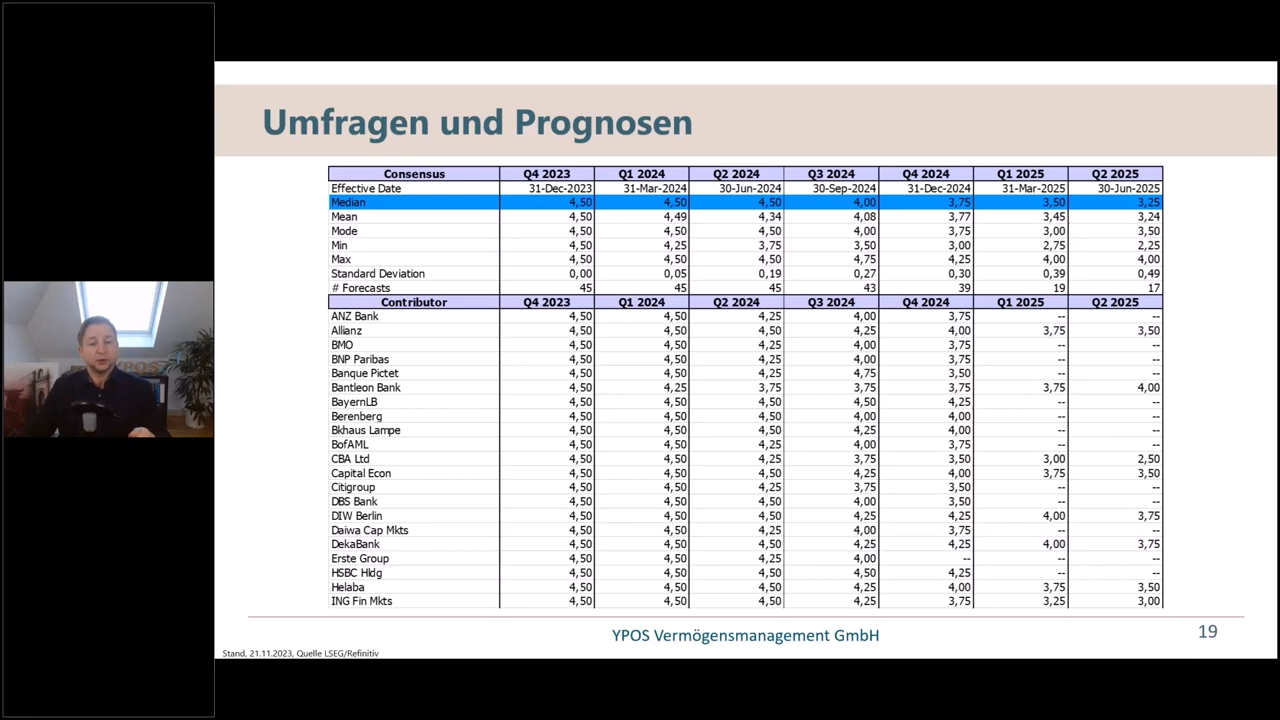 Umfragen und Prognosen
Consensus Q4 2023 Q1 2024 Q2 2024 Q3 2024 Q4 2024 Q1 2025 Q2 2025
Effective Date 31-Dec-2023 31-Mar-2024 30-Jun-2024 30-Sep-2024 31-Dec-2024 31-Mar-2025 30-Jun-2025
Median 4,50 4,50 4,50 4,00 3,75 3,50 3,25
Mean 4,50 4,49 4,34 4,08 3,77 3,45 3,24
Mode 4,50 4,50 4,50 4,00 3,75 3,00 3,50
Min 4,50 4,25 3,75 3,50 3,00 2,75 2,25
Max 4,50 4,50 4,50 4,75 4,25 4,00 4,00
Standard Deviation 0,00 0,05 0,19 0,27 0,30 0,39 0,49
# Forecasts 45 45 45 43 39 19 17
Contributor Q4 2023 Q1 2024 Q2 2024 Q3 2024 Q4 2024 Q1 2025 Q2 2025
ANZ Bank 4,50 4,50 4,25 4,00 3,75 -- --
Allianz 4,50 4,50 4,50 4,25 4,00 3,75 3,50
BMO 4,50 4,50 4,25 4,00 3,75 -- --
BNP Paribas 4,50 4,50 4,25 4,00 3,75 -- --
Banque Pictet 4,50 4,50 4,25 4,75 3,50 -- --
Bantleon Bank 4,50 4,25 3,75 3,75 3,75 3,75 4,00
BayernLB 4,50 4,50 4,50 4,50 4,25 -- --
Berenberg 4,50 4,50 4,50 4,00 4,00 -- --
Bkhaus Lampe 4,50 4,50 4,50 4,25 4,00 -- --
BofAML 4,50 4,50 4,25 4,00 3,75 -- --
CBA Ltd 4,50 4,50 4,25 3,75 3,50 3,00 2,50
Capital Econ 4,50 4,50 4,50 4,25 4,00 3,75 3,50
Citigroup 4,50 4,50 4,25 3,75 3,50 -- --
DBS Bank 4,50 4,50 4,50 4,00 3,50 -- --
DIW Berlin 4,50 4,50 4,50 4,25 4,25 4,00 3,75
Daiwa Cap Mkts 4,50 4,50 4,25 4,00 3,75 -- --
DekaBank 4,50 4,50 4,50 4,25 4,25 4,00 3,75
Erste Group 4,50 4,50 4,25 4,00 -- -- --
HSBC Hldg 4,50 4,50 4,50 4,50 4,25 -- --
Helaba 4,50 4,50 4,50 4,25 4,00 3,75 3,50
ING Fin Mkts 4,50 4,50 4,50 4,25 3,75 3,25 3,00
YPOS Vermögensmanagement GmbH
19
Stand, 21.11.2023, Quelle LSEG/Refinitiv